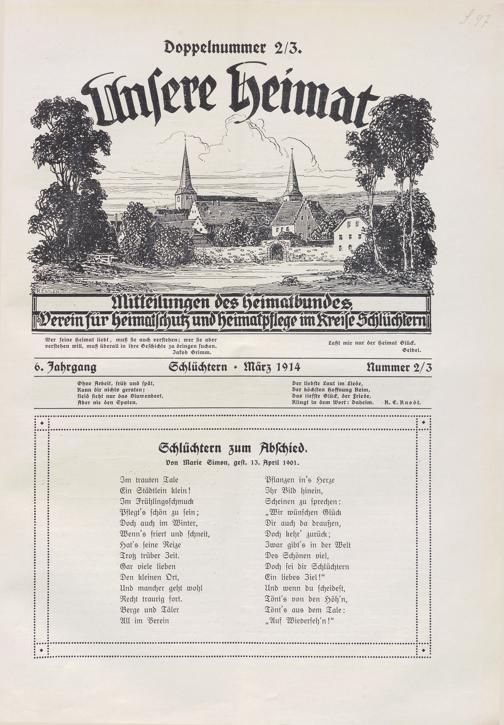 Doppelnummer 2/3.
Unsere Heimat
Mitteilungen des Heimatbundes
Verein für Heimatschutz und Heimatpflege im Kreise Schlüchtern
Wer seine Heimat liebt, muß sie auch verstehen; wer sie aber
verstehen will, muß überall in ihre Geschichte zu dringen suchen.
Jakob Grimm.
Laßt mir nur der Heimat Glück.
Geibel.
6. Jahrgang Schlüchtern • März 1914 Nummer 2/3
Ohne Arbeit, früh und spät,
Kann dir nichts geraten;
Neid sieht nur das Blumenbeet,
Aber nie den Spaten.
Der liebste Laut im Liede,
Der höchsten Hoffnung Reim,
Das tiefste Glück, der Friede,
Klingt in dem Wort: Daheim. K. E. Knodt.
Schlüchtern zum Abschied.
Von Marie Simon, gest. 13. April 1901.
Im trauten Tale
Ein Städtlein klein!
Im Frühlingsschmuck
Pflegt's schön zu sein;
Doch auch im Winter,
Wenn's friert und schneit,
Hat's seine Reize
Trotz trüber Zeit.
Gar viele lieben
Den kleinen Ort,
Und mancher geht wohl
Recht traurig fort.
Berge und Täler
All im Verein
Pflanzen in's Herze
Ihr Bild hinein,
Scheinen zu sprechen:
„Wir wünschen Glück
Dir auch da draußen,
Doch kehr' zurück;
Zwar gibt's in der Welt
Des Schönen viel,
Doch sei dir Schlüchtern
Ein liebes Ziel!"
Und wenn du scheidest,
Tönt's von den Höh'n,
Tönt's aus dem Tale:
„Auf Wiederseh'n!"